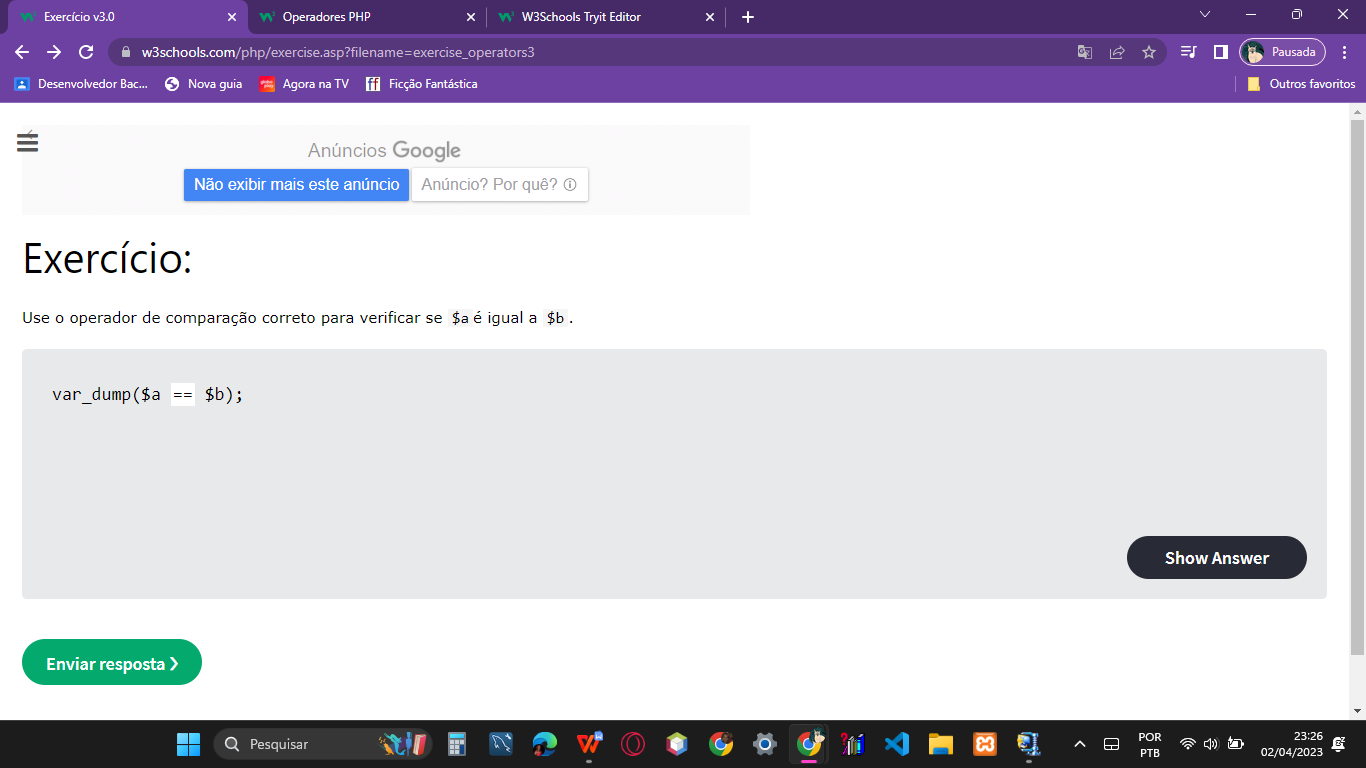 Exercício v3.0
Operadores PHP
W3Schools Tryit Editor
w3schools.com/php/exercise.asp?filename=exercise_operators3
Pausada
Desenvolvedor Bac...
Nova guia
Agora na TV
Ficção Fantástica
Outros favoritos
Anúncios Google
Não exibir mais este anúncio
Anúncio? Por quê?
Exercício:
Use o operador de comparação correto para verificar se $a é igual a $b .
var_dump($a == $b);
Show Answer
Enviar resposta ❯
Pesquisar
POR
PTB
23:26
02/04/2023